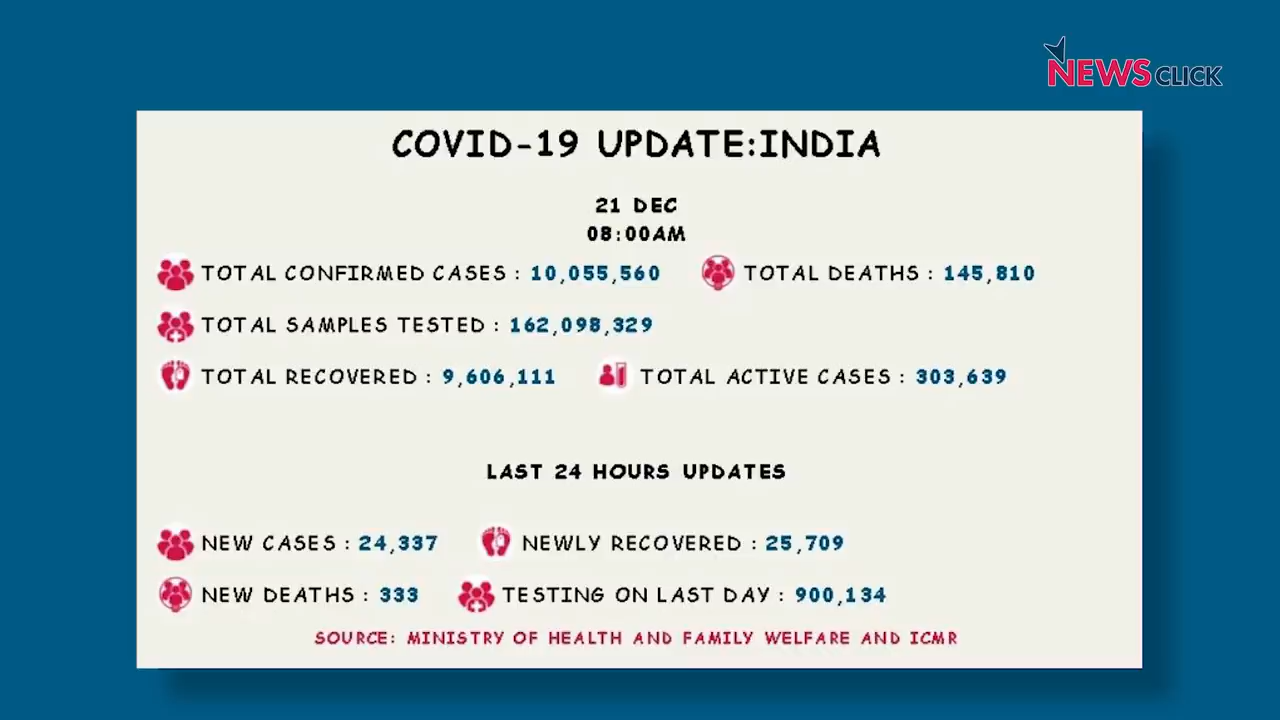 NEWSCLICK
COVID-19 UPDATE:INDIA
21 DEC
08:00AM
TOTAL CONFIRMED CASES : 10,055,560 TOTAL DEATHS : 145,810
TOTAL SAMPLES TESTED : 162,098,329
TOTAL RECOVERED : 9,606,111 TOTAL ACTIVE CASES : 303,639
LAST 24 HOURS UPDATES
NEW CASES : 24,337 NEWLY RECOVERED : 25,709
NEW DEATHS : 333 TESTING ON LAST DAY : 900,134
SOURCE: MINISTRY OF HEALTH AND FAMILY WELFARE AND ICMR